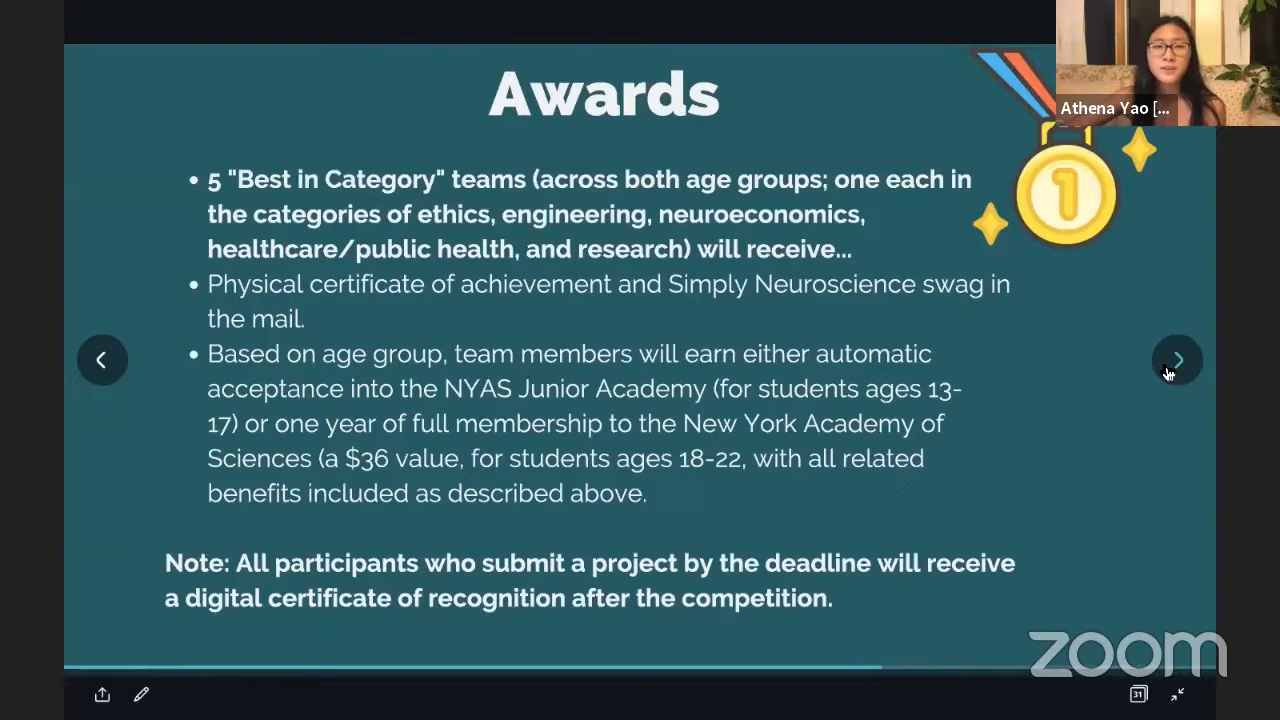 Awards
Athena Yao [...
1
• 5 "Best in Category" teams (across both age groups; one each in
the categories of ethics, engineering, neuroeconomics,
healthcare/public health, and research) will receive...
• Physical certificate of achievement and Simply Neuroscience swag in
the mail.
• Based on age group, team members will earn either automatic
acceptance into the NYAS Junior Academy (for students ages 13-
17) or one year of full membership to the New York Academy of
Sciences (a $36 value, for students ages 18-22, with all related
benefits included as described above.
Note: All participants who submit a project by the deadline will receive
a digital certificate of recognition after the competition.
zoom
31